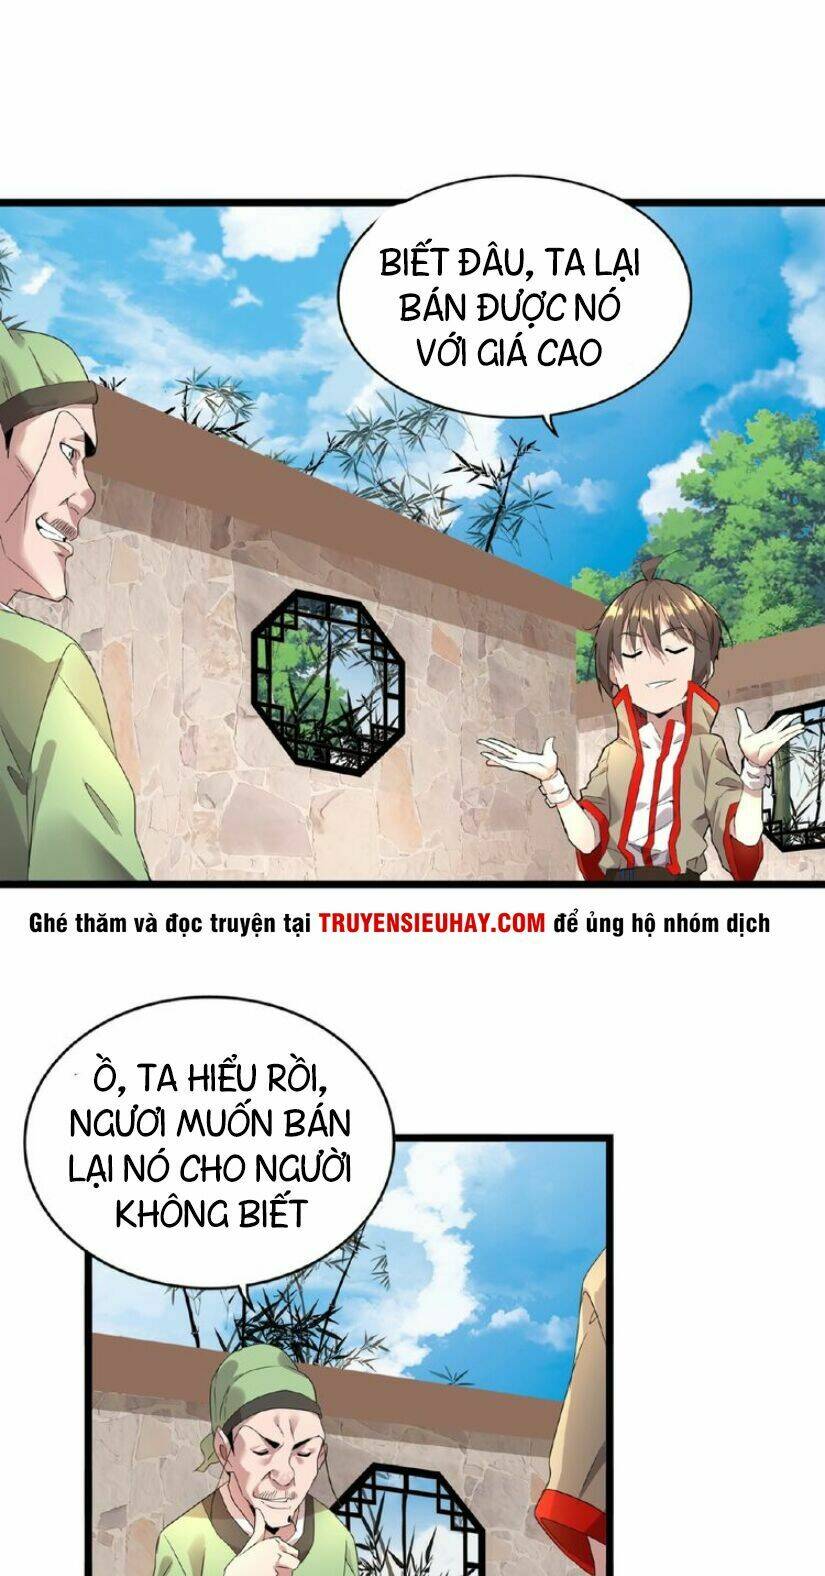 BIẾT ĐÂU, TA LẠI
BÁN ĐƯỢC NÓ
VỚI GIÁ CAO
Ghé thăm và đọc truyện tại TRUYENSIEUHAY.COM để ủng hộ nhóm dịch
Ồ, TA HIỂU RỒI,
NGƯƠI MUỐN BÁN
LẠI NÓ CHO NGƯỜI
KHÔNG BIẾT